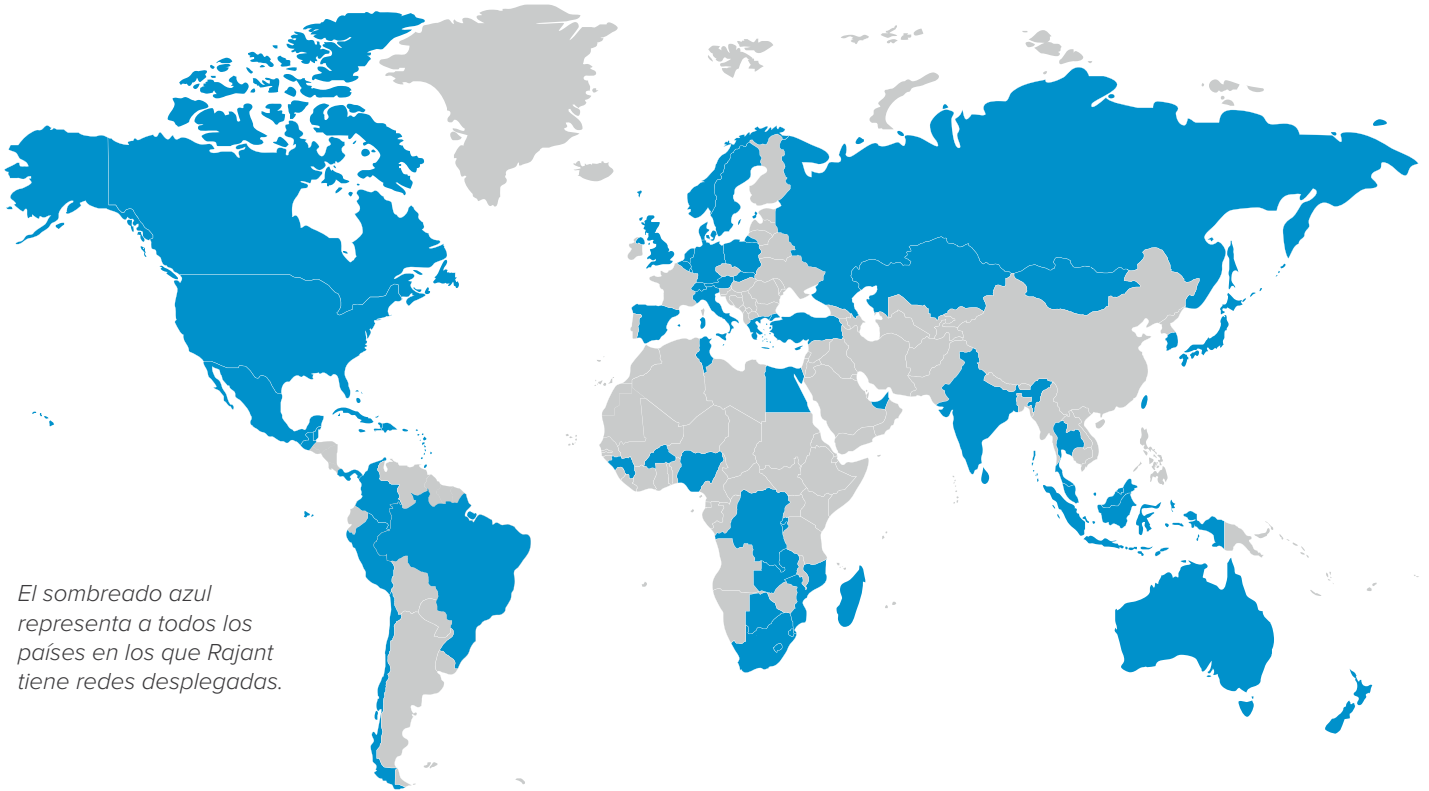 El sombreado azul
representa a todos los
países en los que Rajant
tiene redes desplegadas.